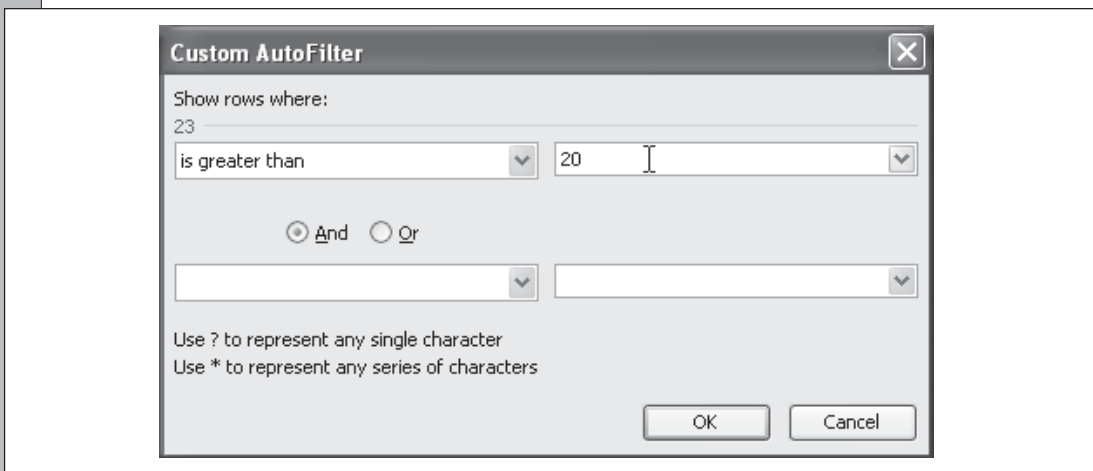 Custom AutoFilter
Show rows where:
23
is greater than 20
And Or
Use ? to represent any single character
Use * to represent any series of characters
OK Cancel